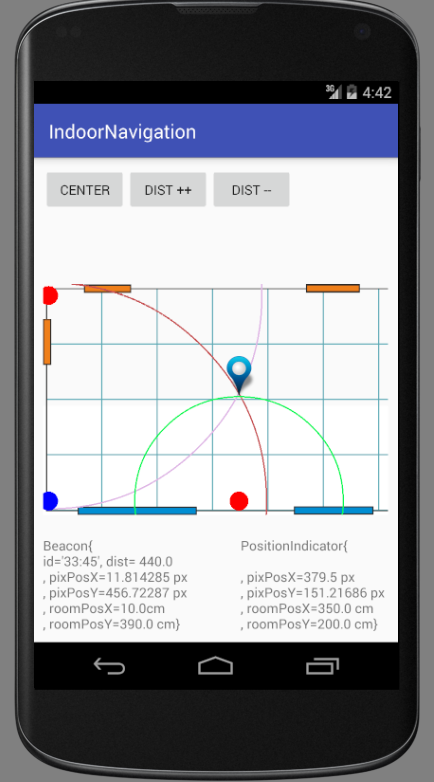 3G 4:42
IndoorNavigation
CENTER DIST ++ DIST --
Beacon{
id='33:45', dist= 440.0
, pixPosX=11.814285 px
, pixPosY=456.72287 px
, roomPosX=10.0cm
, roomPosY=390.0 cm}
PositionIndicator{
, pixPosX=379.5 px
, pixPosY=151.21686 px
, roomPosX=350.0 cm
, roomPosY=200.0 cm}